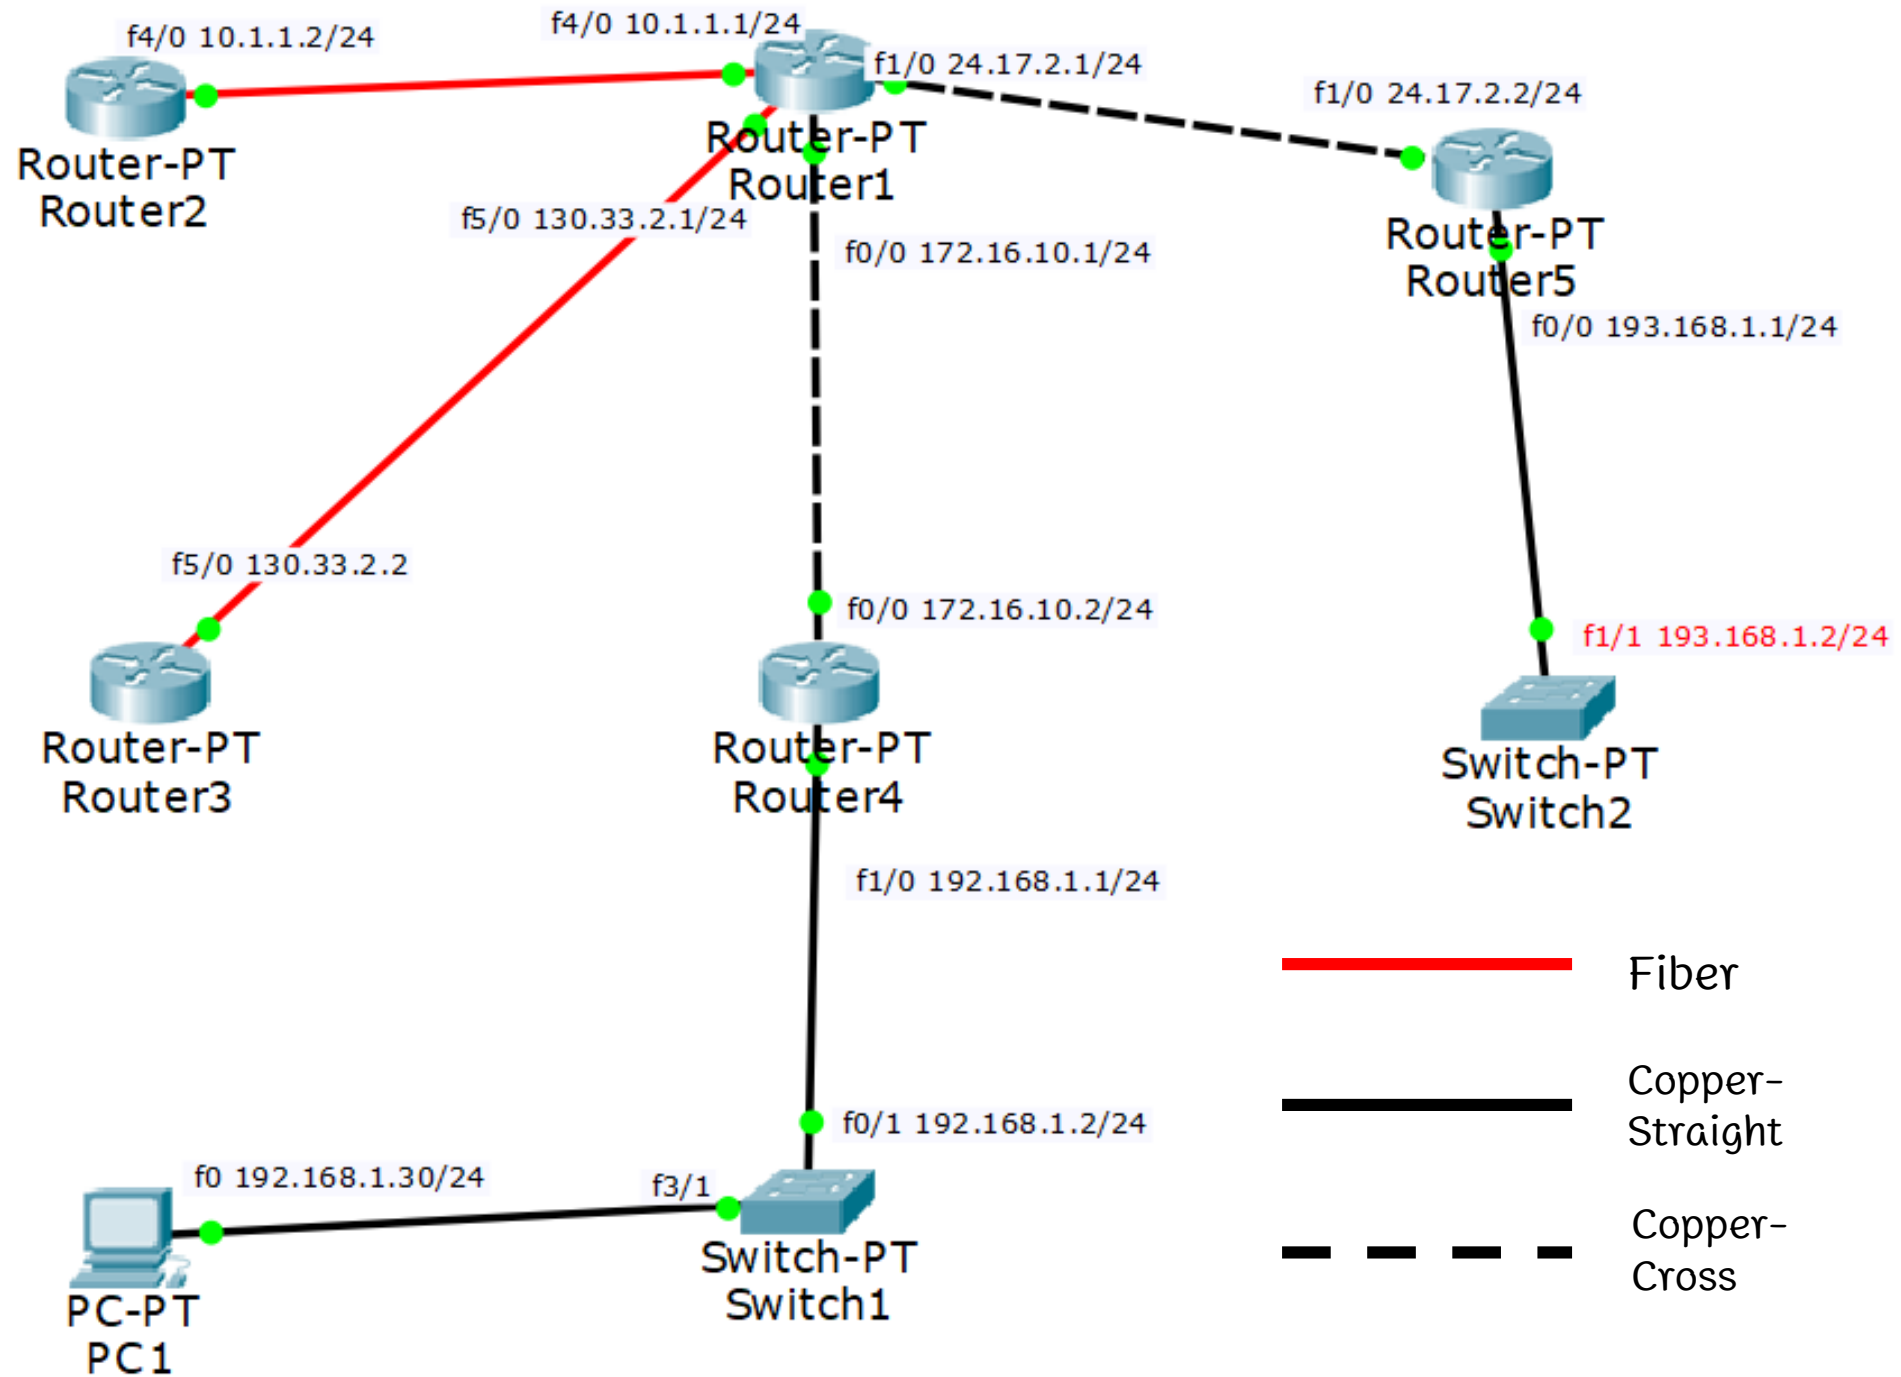 f4/0 10.1.1.2/24
f4/0 10.1.1.1/24
f1/0 24.17.2.1/24
f1/0 24.17.2.2/24
Router-PT
Router2
Router-PT
Router1
f5/0 130.33.2.1/24
f0/0 172.16.10.1/24
Router-PT
Router5
f0/0 193.168.1.1/24
f5/0 130.33.2.2
f0/0 172.16.10.2/24
f1/1 193.168.1.2/24
Router-PT
Router3
Router-PT
Router4
Switch-PT
Switch2
f1/0 192.168.1.1/24
Fiber
Copper-
Straight
Copper-
Cross
f0/1 192.168.1.2/24
f0 192.168.1.30/24
f3/1
Switch-PT
Switch1
PC-PT
PC1